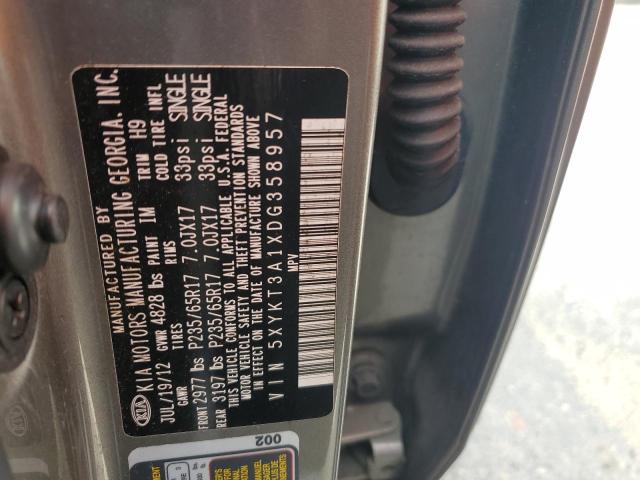 MANUFACTURED BY
KIA KIA MOTORS MANUFACTURING GEORGIA. INC.
JUL/19/12 GVWR 4828 lbs PAINT IM TRIM H9
GAWR TIRES RIMS COLD TIRE INFL
FRONT 2977 lbs P235/65R17 7.0JX17 33psi SINGLE
REAR 3197 lbs P235/65R17 7.0JX17 33psi SINGLE
THIS VEHICLE CONFORMS TO ALL APPLICABLE U.S.A. FEDERAL
MOTOR VEHICLE SAFETY AND THEFT PREVENTION STANDARDS
IN EFFECT ON THE DATE OF MANUFACTURE SHOWN ABOVE
VIN 5XYKT3A1XDG358957
MPV
002